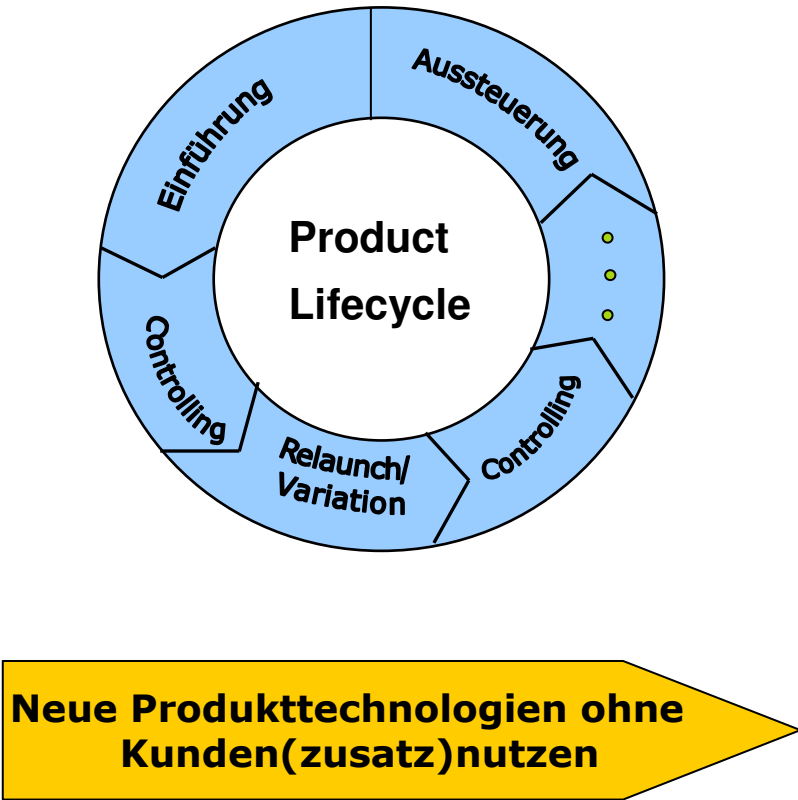 Product
Lifecycle
Einführung
Controlling
Relaunch/
Variation
Controlling
Aussteuerung
Neue Produkttechnologien ohne
Kunden(zusatz)nutzen